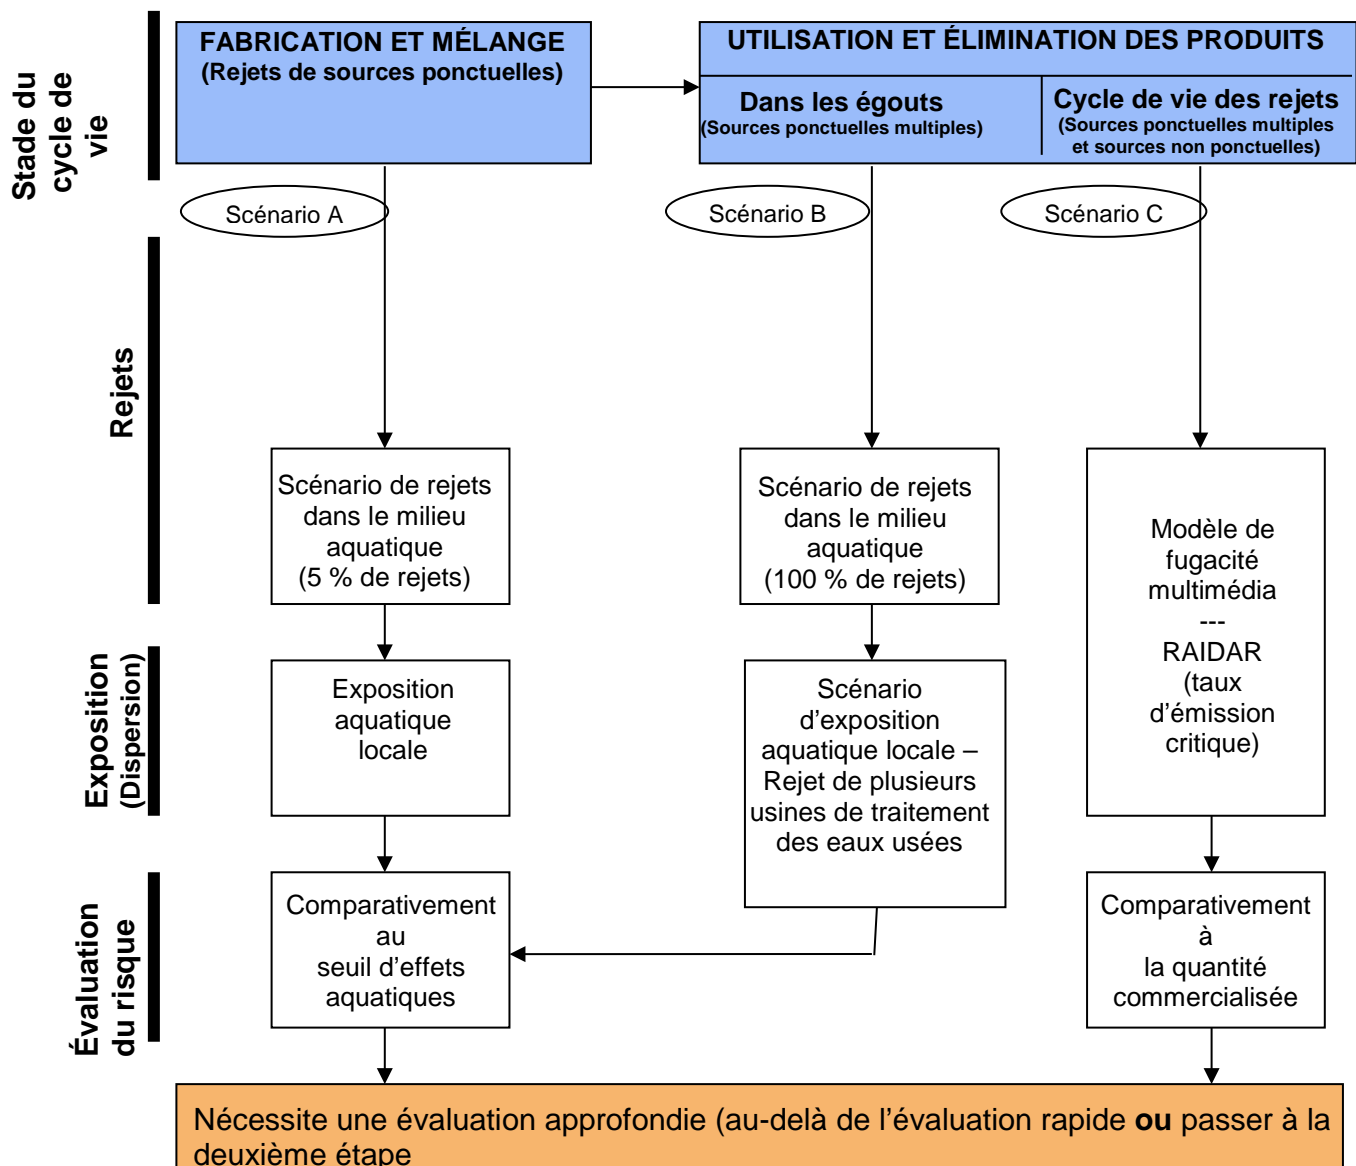 Stade du
cycle de
vie
FABRICATION ET MÉLANGE
(Rejets de sources ponctuelles)
UTILISATION ET ÉLIMINATION DES PRODUITS
Dans les égouts
(Sources ponctuelles multiples)
Cycle de vie des rejets
(Sources ponctuelles multiples
et sources non ponctuelles)
Scénario A
Scénario B
Scénario C
Rejets
Scénario de rejets
dans le milieu
aquatique
(5 % de rejets)
Scénario de rejets
dans le milieu
aquatique
(100 % de rejets)
Modèle de
fugacité
multimédia
---
RAIDAR
(taux
d'émission
critique)
Exposition
(Dispersion)
Exposition
aquatique
locale
Scénario
d'exposition
aquatique locale –
Rejet de plusieurs
usines de traitement
des eaux usées
Évaluation
du risque
Comparativement
au
seuil d'effets
aquatiques
Comparativement
à
la quantité
commercialisée
Nécessite une évaluation approfondie (au-delà de l'évaluation rapide ou passer à la
deuxième étape